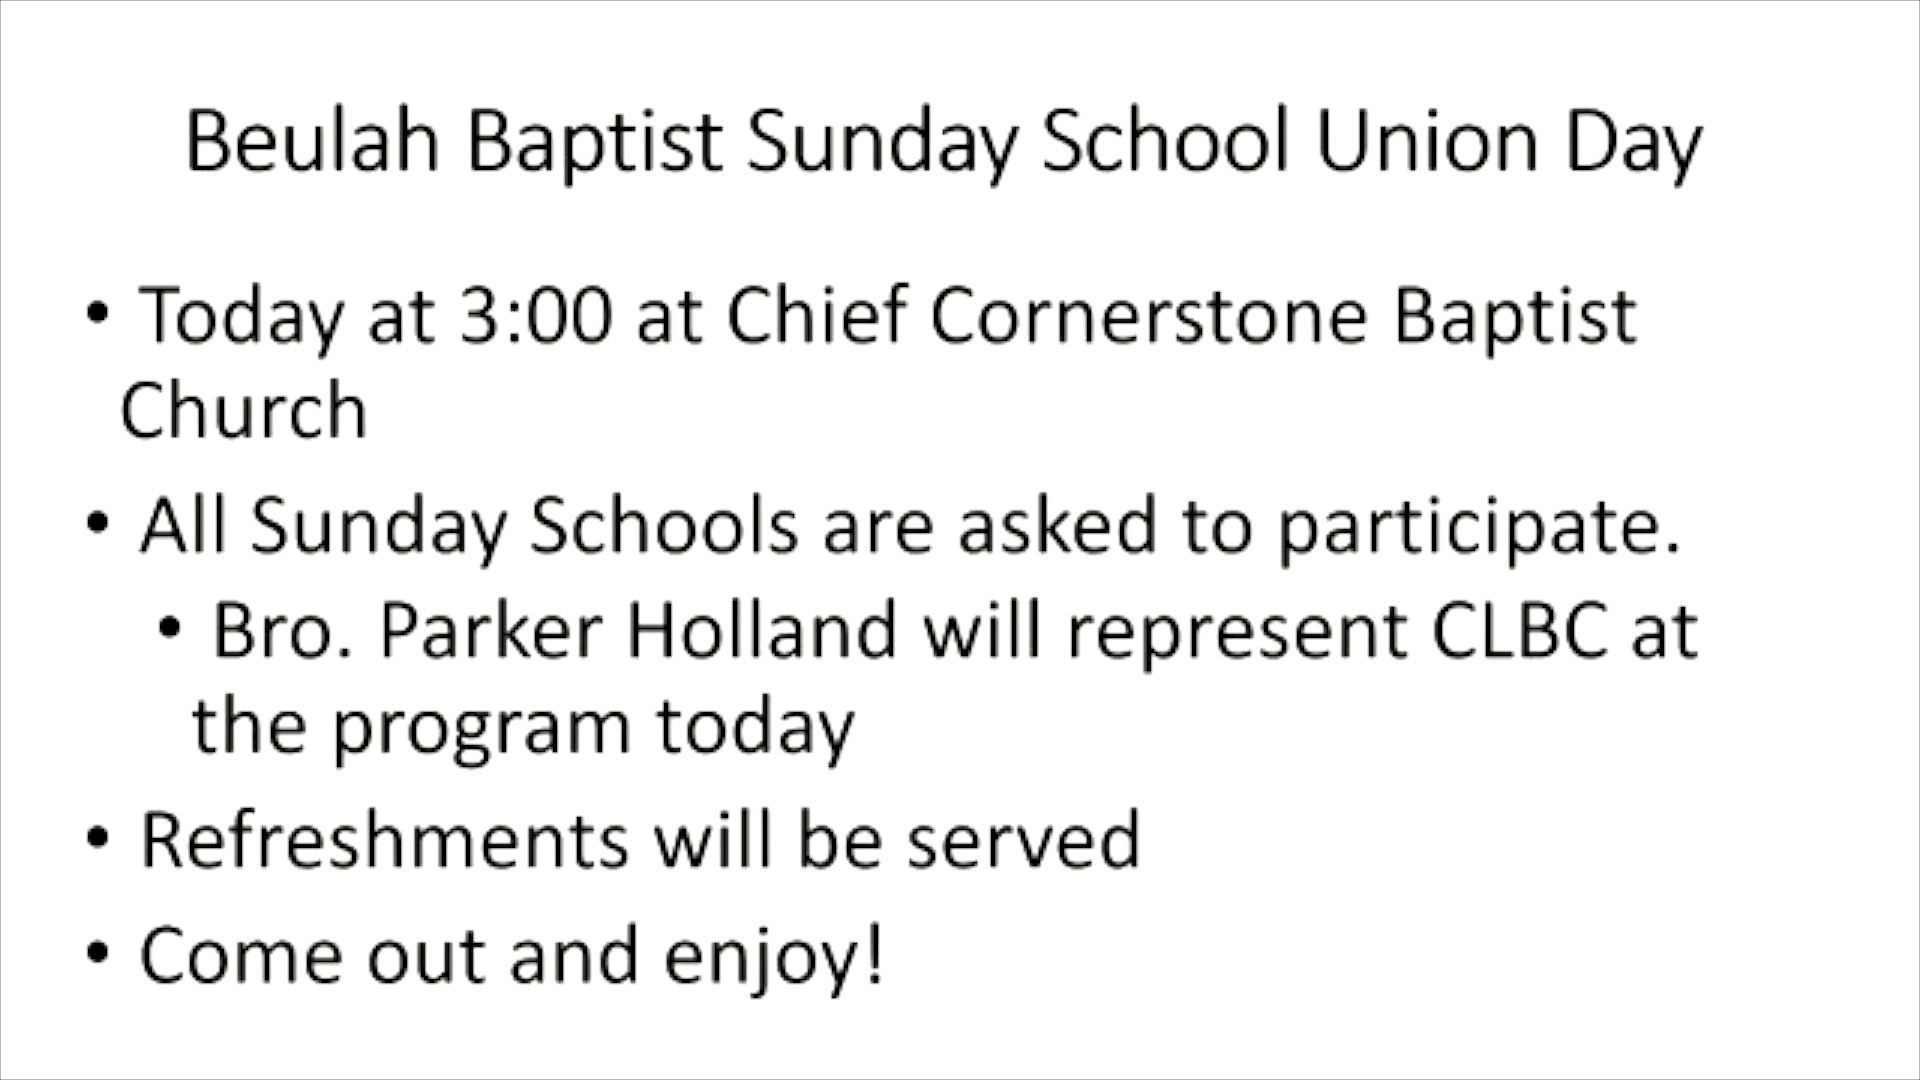 Beulah Baptist Sunday School Union Day
• Today at 3:00 at Chief Cornerstone Baptist
Church
• All Sunday Schools are asked to participate.
• Bro. Parker Holland will represent CLBC at
the program today
• Refreshments will be served
• Come out and enjoy!